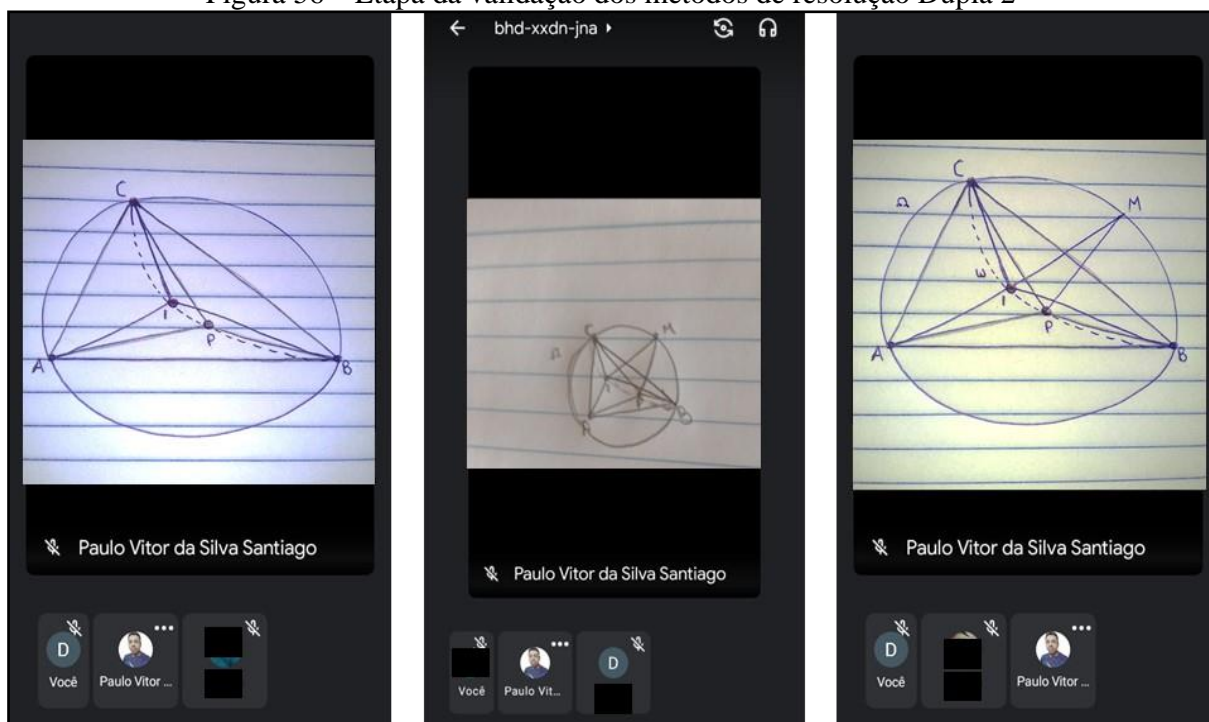 Figura 58 – Etapa da validação dos métodos de resolução Dupla 2
C
I
P
A
B
Paulo Vitor da Silva Santiago
D
Você
Paulo Vitor ...
bhd-xxdn-jna
C
M
Ω
A
B
Paulo Vitor da Silva Santiago
D
Você
Paulo Vit...
C
Ω
M
ω
I
P
A
B
Paulo Vitor da Silva Santiago
D
Você
Paulo Vitor ...